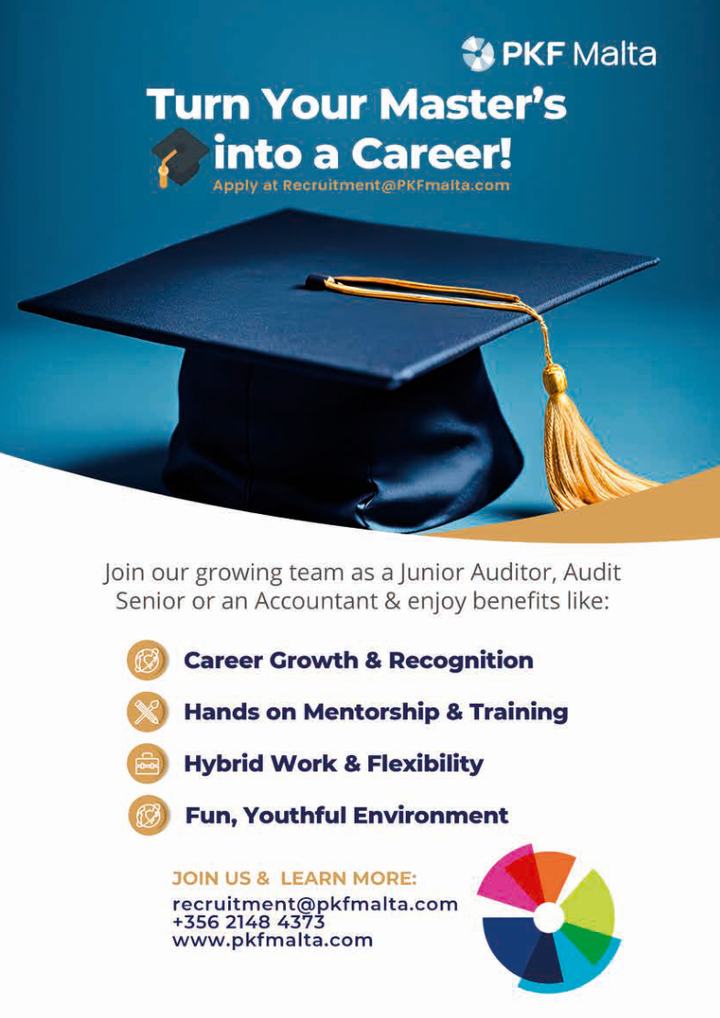 PKF Malta
Turn Your Master's
into a Career!
Apply at Recruitment@PKFmalta.com
Join our growing team as a Junior Auditor, Audit
Senior or an Accountant & enjoy benefits like:
Career Growth & Recognition
Hands on Mentorship & Training
Hybrid Work & Flexibility
Fun, Youthful Environment
JOIN US & LEARN MORE:
recruitment@pkfmalta.com
+356 2148 4373
www.pkfmalta.com